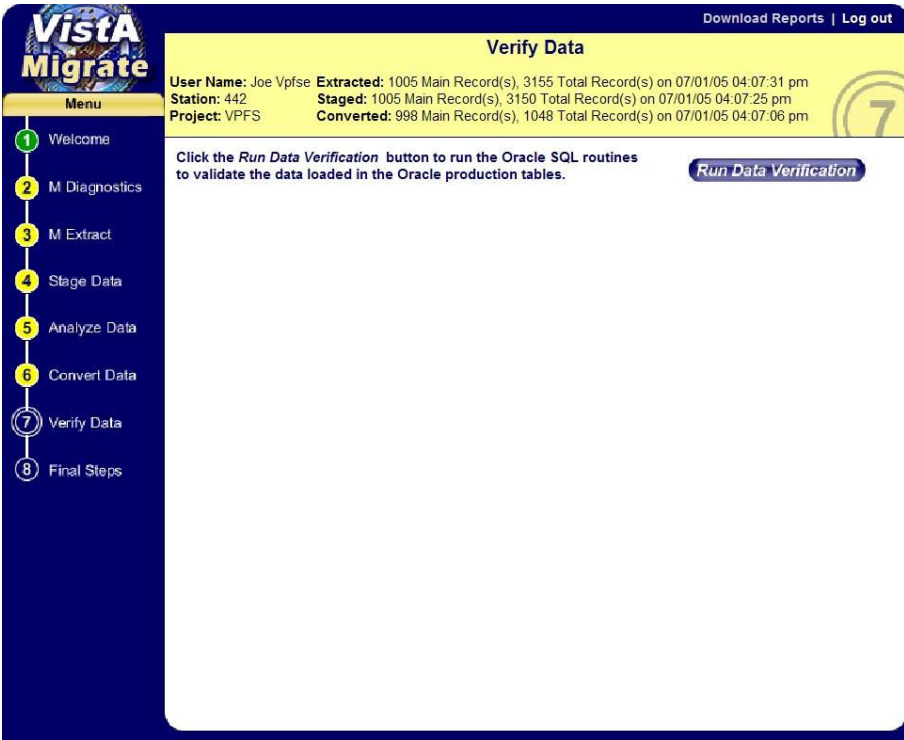 VistA
Migrate
Download Reports | Log out
Verify Data
User Name: Joe Vpfse Extracted: 1005 Main Record(s), 3155 Total Record(s) on 07/01/05 04:07:31 pm
Station: 442 Staged: 1005 Main Record(s), 3150 Total Record(s) on 07/01/05 04:07:25 pm
Project: VPFS Converted: 998 Main Record(s), 1048 Total Record(s) on 07/01/05 04:07:06 pm
7
Menu
1 Welcome
2 M Diagnostics
3 M Extract
4 Stage Data
5 Analyze Data
6 Convert Data
7 Verify Data
8 Final Steps
Click the Run Data Verification button to run the Oracle SQL routines
to validate the data loaded in the Oracle production tables.
Run Data Verification